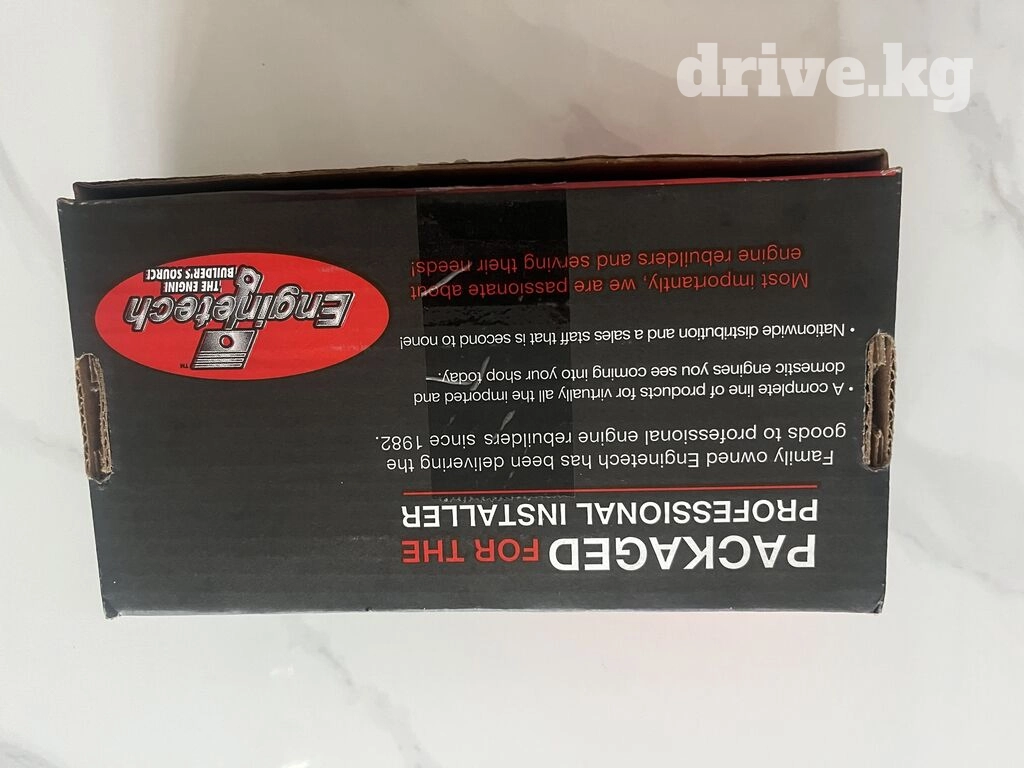 drive.kg
PACKAGED FOR THE
PROFESSIONAL INSTALLER
Family owned Enginetech has been delivering the
goods to professional engine rebuilders since 1982.
• A complete line of products for virtually all the imported and
domestic engines you see coming into your shop today.
• Nationwide distribution and a sales staff that is second to none!
Most importantly, we are passionate about
engine rebuilders and serving their needs!
TM
Enginetech
THE ENGINE
BUILDER'S SOURCE